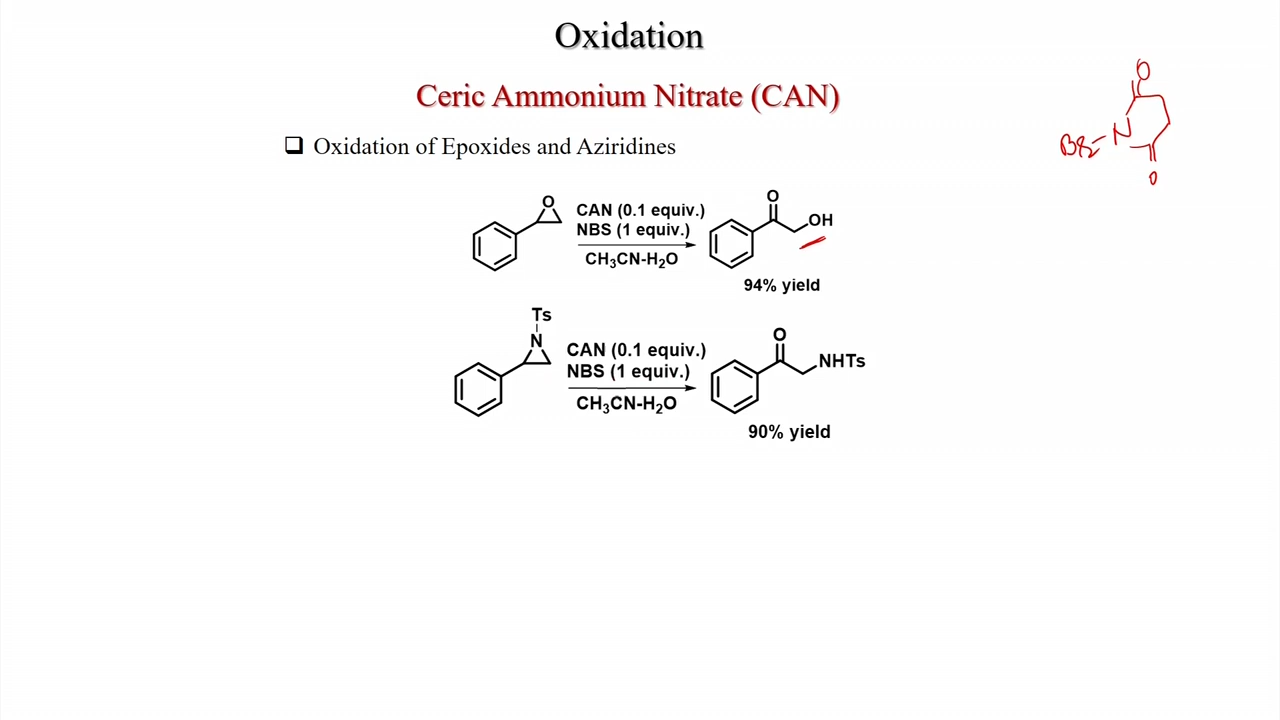 Oxidation
Ceric Ammonium Nitrate (CAN)
❑ Oxidation of Epoxides and Aziridines
O
Br-N
O
O
O
CAN (0.1 equiv.)
NBS (1 equiv.)
CH₃CN-H₂O
O
OH
94% yield
Ts
N
CAN (0.1 equiv.)
NBS (1 equiv.)
CH₃CN-H₂O
O
NHTs
90% yield